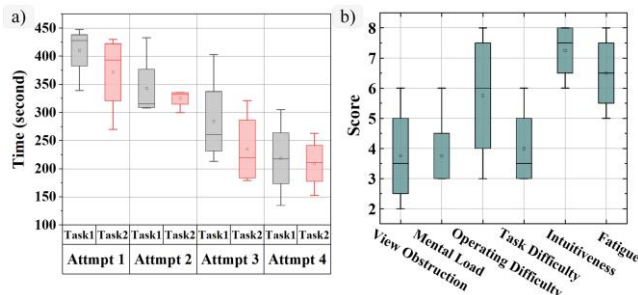 a)
Time (second)
450
400
350
300
250
200
150
100
Task1 Task2 Task1 Task2 Task1 Task2 Task1 Task2
Attmpt 1 Attmpt 2 Attmpt 3 Attmpt 4
b)
Score
8
7
6
5
4
3
2
View Obstruction
Mental Load
Operating Difficulty
Task Difficulty
Intuitiveness
Fatigue